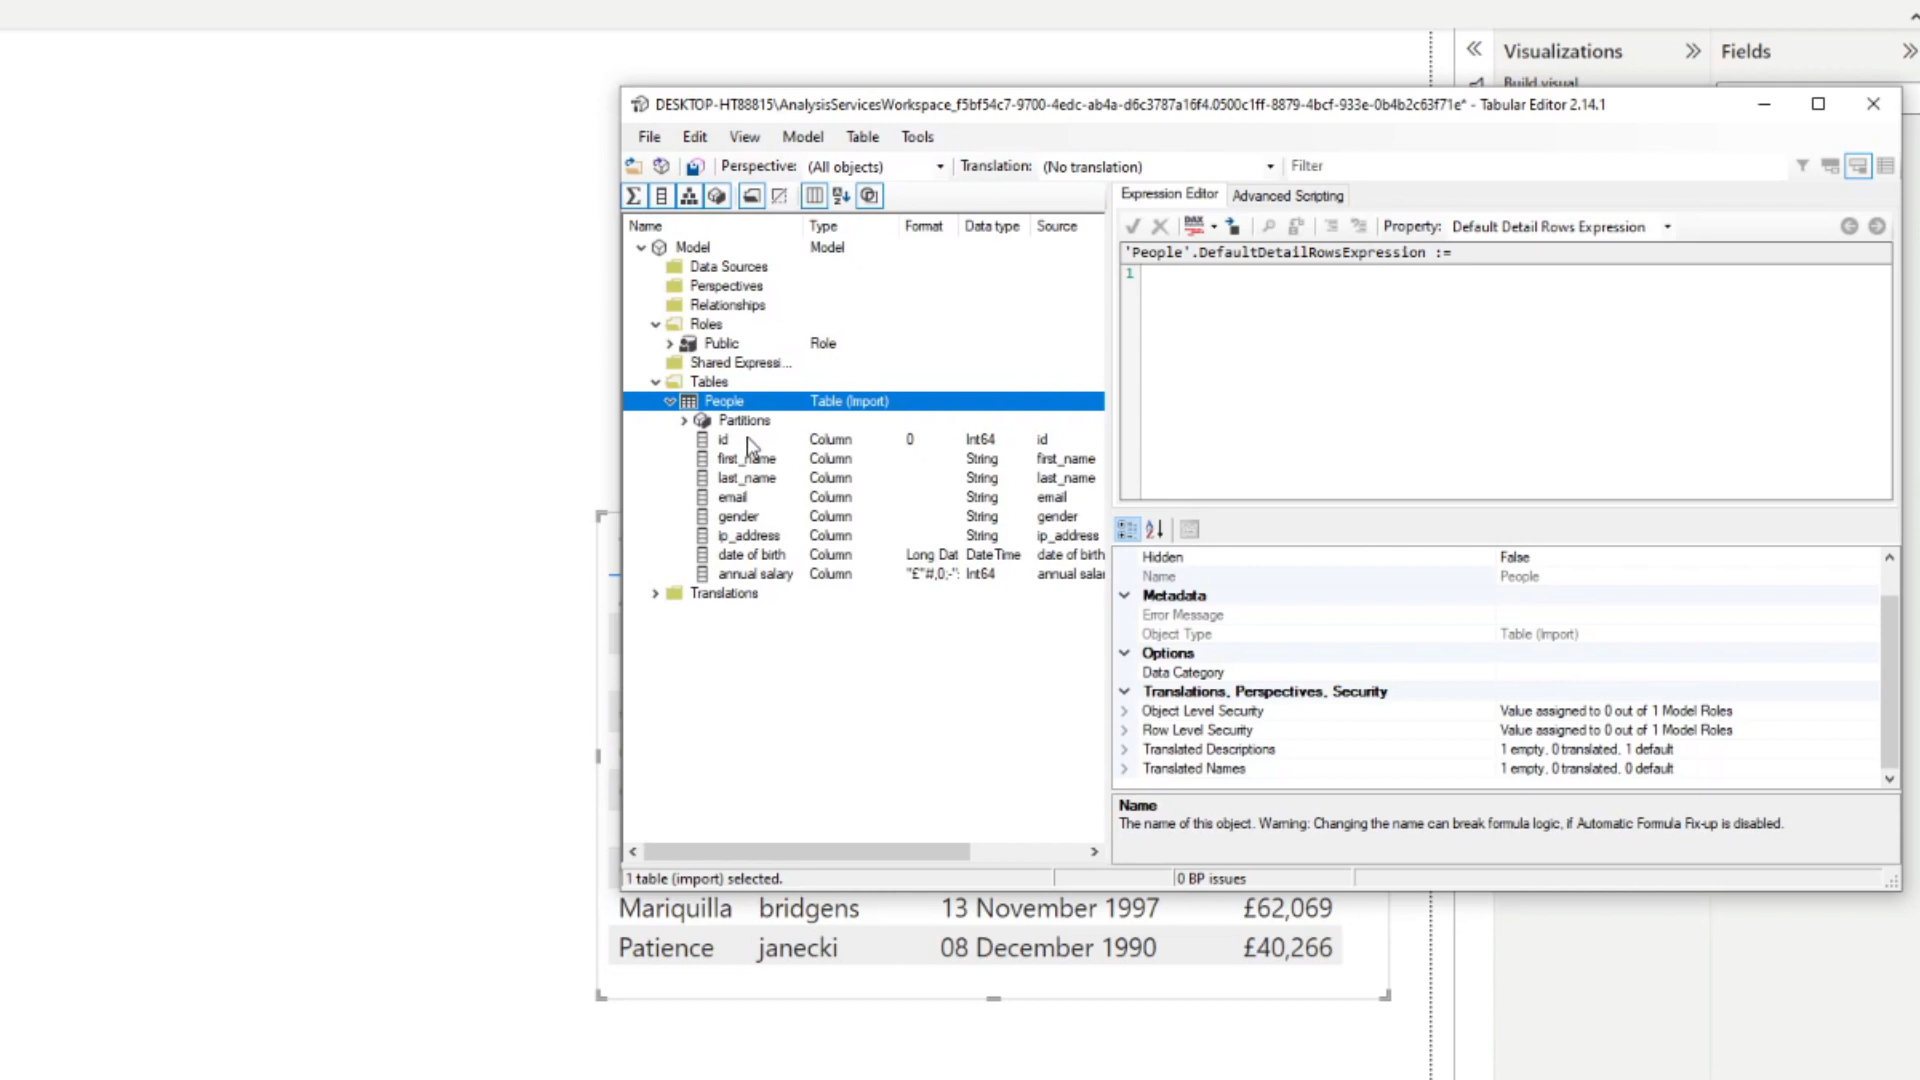 Visualizations
Fields
Build visual
DESKTOP-HT88815\AnalysisServicesWorkspace_f5bf54c7-9700-4edc-ab4a-d6c3787a16f4.0500c1ff-8879-4bcf-933e-0b4b2c63f71e* - Tabular Editor 2.14.1
File Edit View Model Table Tools
Perspective: (All objects) Translation: (No translation) Filter
Expression Editor Advanced Scripting
DAX Property: Default Detail Rows Expression
'People'.DefaultDetailRowsExpression :=
1
Name Type Format Data type Source
Model Model
Data Sources
Perspectives
Relationships
Roles
Public Role
Shared Expressi...
Tables
People Table (Import)
Partitions
id Column 0 Int64 id
first_name Column String first_name
last_name Column String last_name
email Column String email
gender Column String gender
ip_address Column String ip_address
date of birth Column Long Dat DateTime date of birth
annual salary Column "£"#,0;-": Int64 annual salar
Translations
Hidden False
Name People
Metadata
Error Message
Object Type Table (Import)
Options
Data Category
Translations, Perspectives, Security
Object Level Security Value assigned to 0 out of 1 Model Roles
Row Level Security Value assigned to 0 out of 1 Model Roles
Translated Descriptions 1 empty, 0 translated, 1 default
Translated Names 1 empty, 0 translated, 0 default
Name
The name of this object. Warning: Changing the name can break formula logic, if Automatic Formula Fix-up is disabled.
1 table (import) selected. 0 BP issues
Mariquilla bridgens 13 November 1997 £62,069
Patience janecki 08 December 1990 £40,266